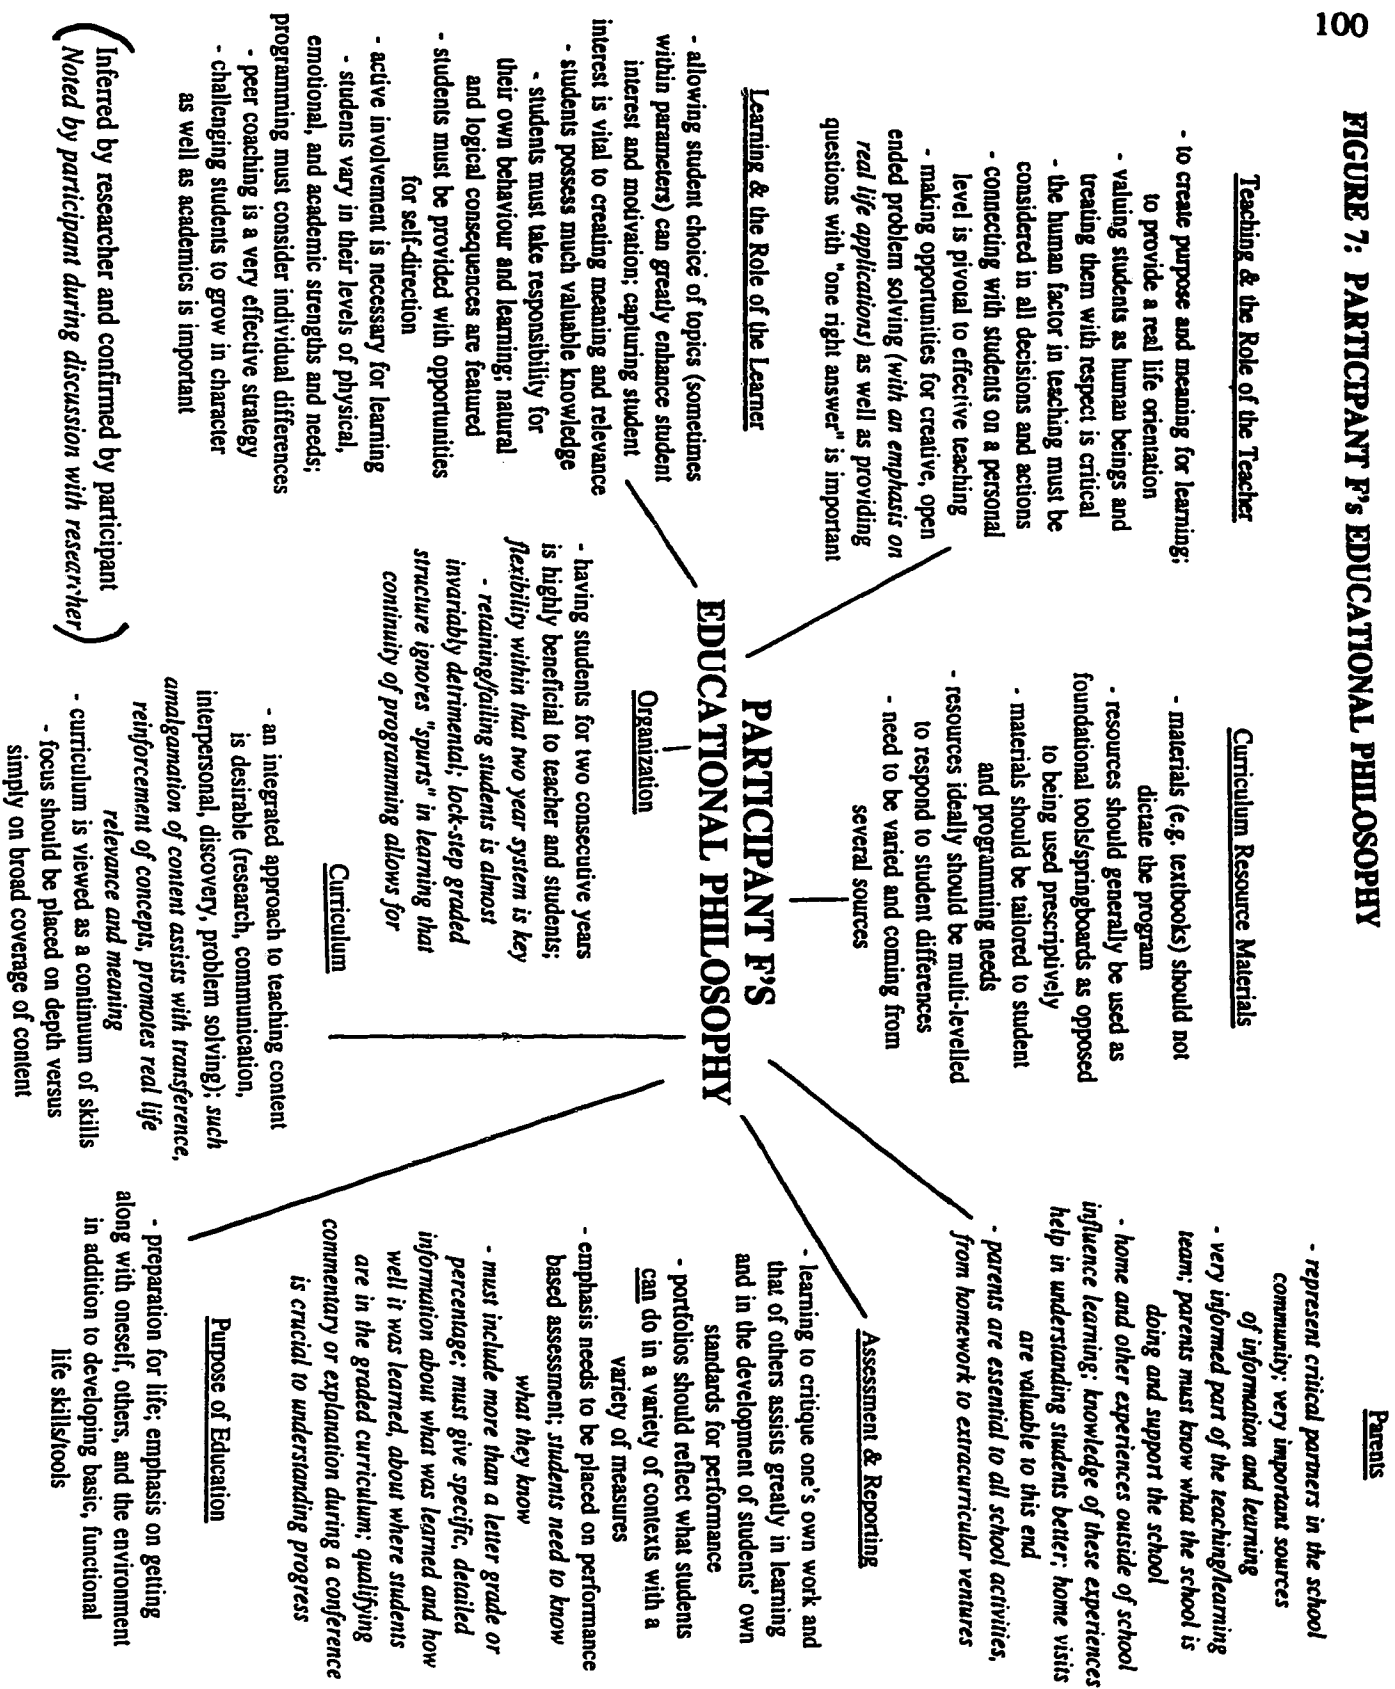 100
FIGURE 7: PARTICIPANT F's EDUCATIONAL PHILOSOPHY
Teaching & the Role of the Teacher
- to create purpose and meaning for learning;
to provide a real life orientation
- valuing students as human beings and
treating them with respect is critical
- the human factor in teaching must be
considered in all decisions and actions
- connecting with students on a personal
level is pivotal to effective teaching
- making opportunities for creative, open
ended problem solving (with an emphasis on
real life applications) as well as providing
questions with "one right answer" is important
Curriculum Resource Materials
- materials (e.g. textbooks) should not
dictate the program
- resources should generally be used as
foundational tools/springboards as opposed
to being used prescriptively
- materials should be tailored to student
and programming needs
- resources ideally should be multi-levelled
to respond to student differences
- need to be varied and coming from
several sources
Parents
- represent critical partners in the school
community; very important sources
of information and learning
- very informed part of the teaching/learning
team; parents must know what the school is
doing and support the school
- home and other experiences outside of school
influence learning; knowledge of these experiences
help in understanding students better; home visits
are valuable to this end
- parents are essential to all school activities,
from homework to extracurricular ventures
PARTICIPANT F'S
EDUCATIONAL PHILOSOPHY
Learning & the Role of the Learner
- allowing student choice of topics (sometimes
within parameters) can greatly enhance student
interest and motivation; capturing student
interest is vital to creating meaning and relevance
- students possess much valuable knowledge
- students must take responsibility for
their own behaviour and learning; natural
and logical consequences are featured
- students must be provided with opportunities
for self-direction
- active involvement is necessary for learning
- students vary in their levels of physical,
emotional, and academic strengths and needs;
programming must consider individual differences
- peer coaching is a very effective strategy
- challenging students to grow in character
as well as academics is important
Organization
- having students for two consecutive years
is highly beneficial to teacher and students;
flexibility within that two year system is key
- retaining/failing students is almost
invariably detrimental; lock-step graded
structure ignores "spurts" in learning that
continuity of programming allows for
Assessment & Reporting
- learning to critique one's own work and
that of others assists greatly in learning
and in the development of students' own
standards for performance
- portfolios should reflect what students
can do in a variety of contexts with a
variety of measures
- emphasis needs to be placed on performance
based assessment; students need to know
what they know
- must include more than a letter grade or
percentage; must give specific, detailed
information about what was learned and how
well it was learned, about where students
are in the graded curriculum; qualifying
commentary or explanation during a conference
is crucial to understanding progress
Curriculum
- an integrated approach to teaching content
is desirable (research, communication,
interpersonal, discovery, problem solving); such
amalgamation of content assists with transference,
reinforcement of concepts, promotes real life
relevance and meaning
- curriculum is viewed as a continuum of skills
- focus should be placed on depth versus
simply on broad coverage of content
Purpose of Education
- preparation for life; emphasis on getting
along with oneself, others, and the environment
in addition to developing basic, functional
life skills/tools
(Inferred by researcher and confirmed by participant
Noted by participant during discussion with researcher)